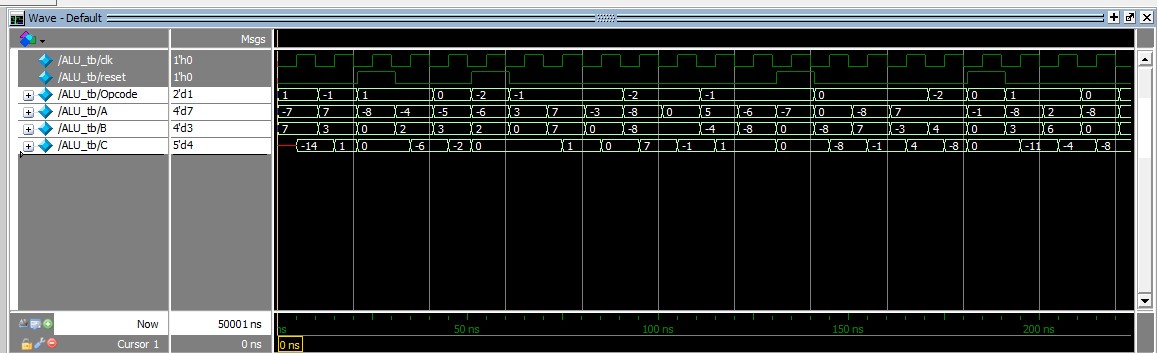 Wave - Default
Msgs
/ALU_tb/clk 1'h0
/ALU_tb/reset 1'h0
/ALU_tb/Opcode 2'd1 1 -1 1 0 -2 -1 -2 -1 0 -2 0 1 0
/ALU_tb/A 4'd7 -7 7 -8 -4 -5 -6 3 7 -3 -8 0 5 -6 -7 0 -8 7 -1 -8 2 -8
/ALU_tb/B 4'd3 7 3 0 2 3 2 0 7 0 -8 -4 -8 0 -8 7 -3 4 0 3 6 0
/ALU_tb/C 5'd4 -14 1 0 -6 -2 0 1 0 7 -1 1 0 -8 -1 4 -8 0 -11 -4 -8
Now 50001 ns ns 50 ns 100 ns 150 ns 200 ns
Cursor 1 0 ns 0 ns